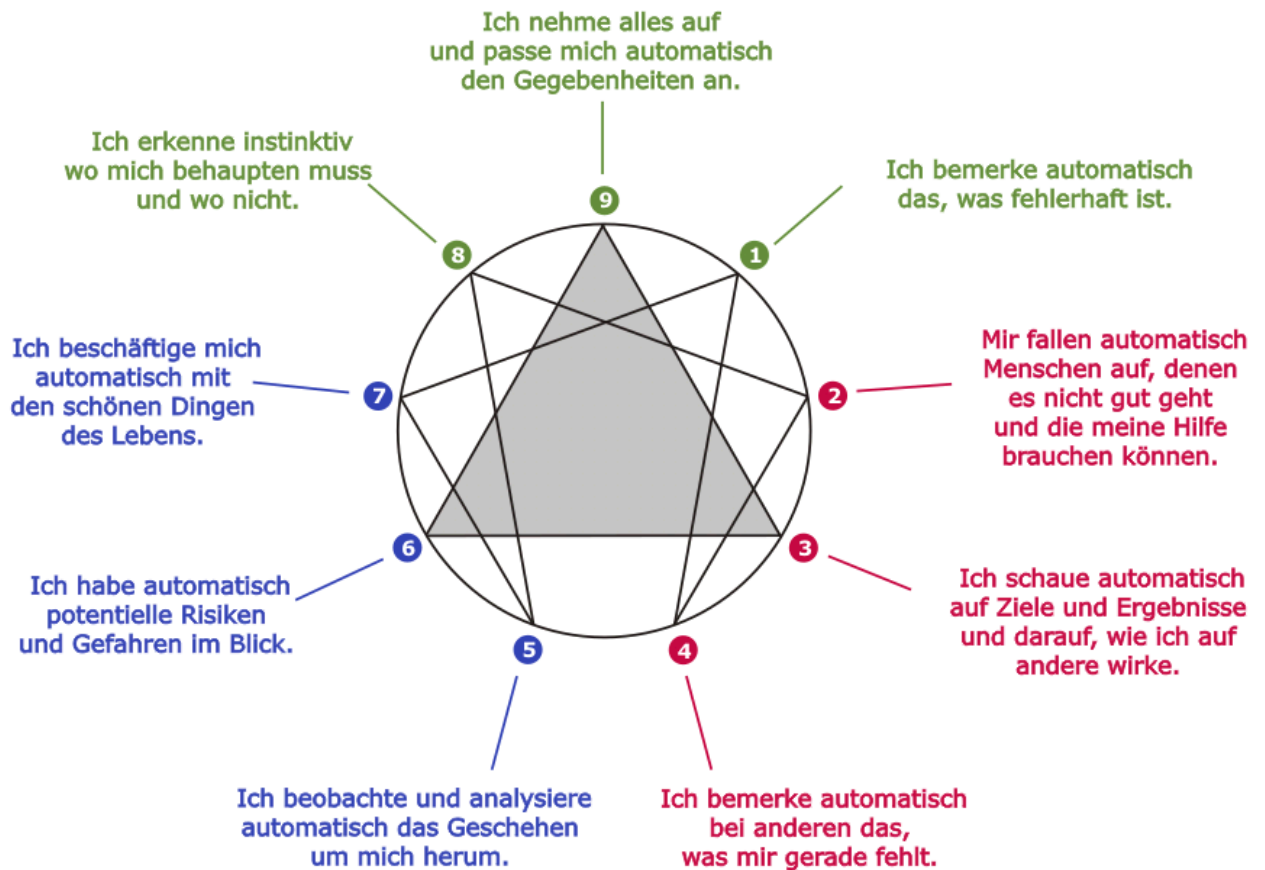 Ich nehme alles auf
und passe mich automatisch
den Gegebenheiten an.
9
Ich erkenne instinktiv
wo mich behaupten muss
und wo nicht.
8
Ich bemerke automatisch
das, was fehlerhaft ist.
1
Ich beschäftige mich
automatisch mit
den schönen Dingen
des Lebens.
7
Mir fallen automatisch
Menschen auf, denen
es nicht gut geht
und die meine Hilfe
brauchen können.
2
Ich habe automatisch
potentielle Risiken
und Gefahren im Blick.
6
Ich schaue automatisch
auf Ziele und Ergebnisse
und darauf, wie ich auf
andere wirke.
3
Ich beobachte und analysiere
automatisch das Geschehen
um mich herum.
5
Ich bemerke automatisch
bei anderen das,
was mir gerade fehlt.
4